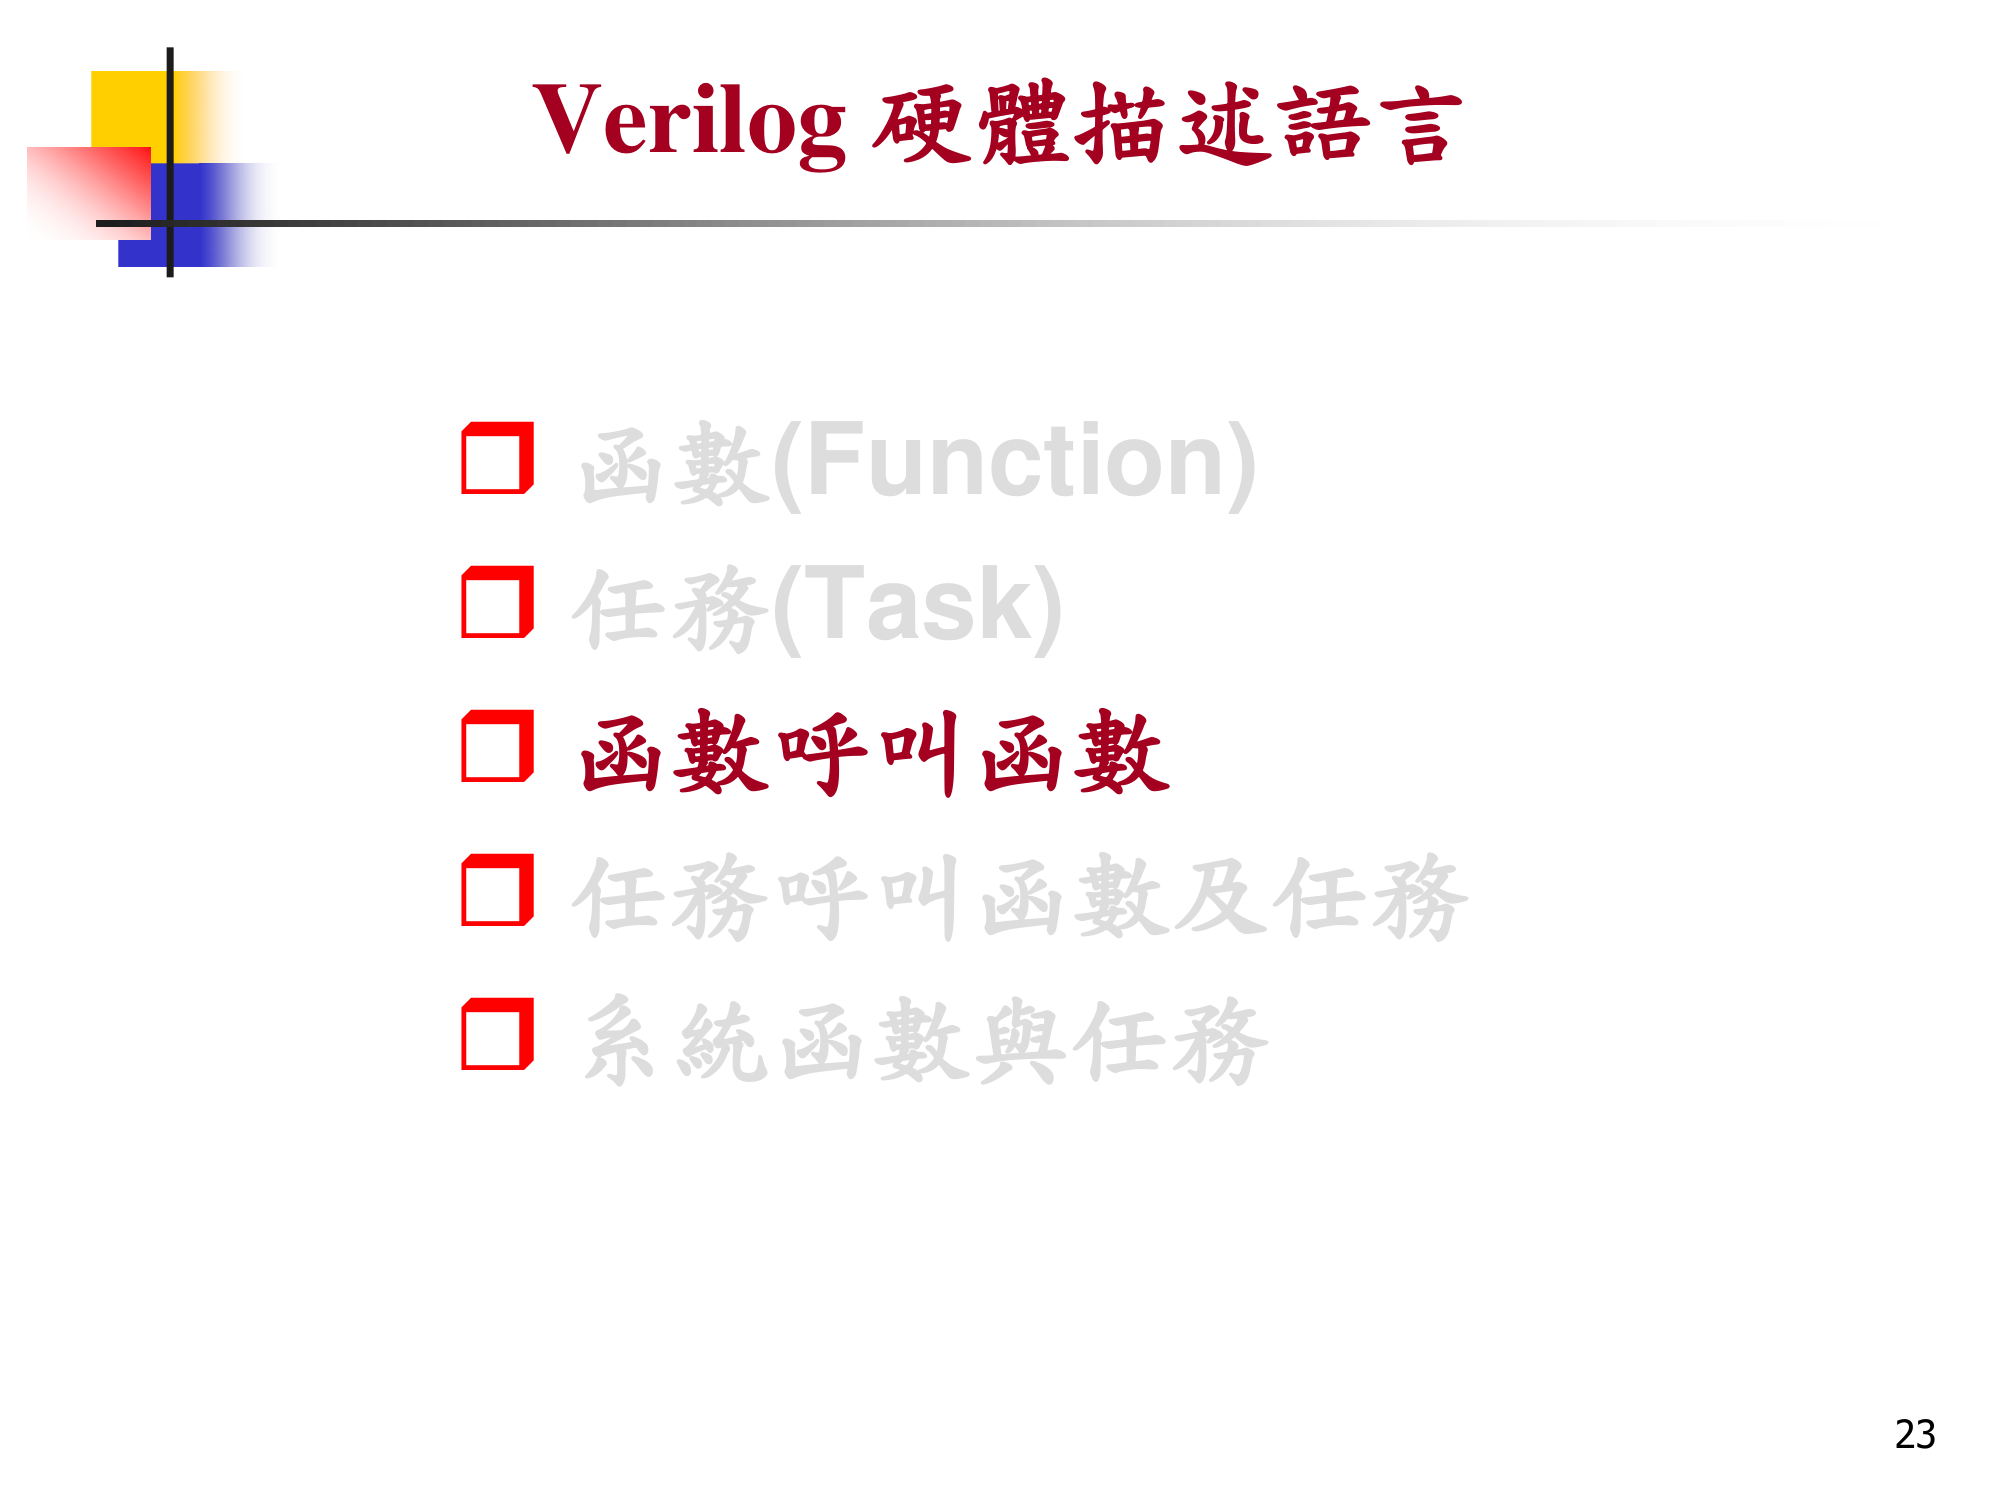 Verilog 硬體描述語言
函數(Function)
任務(Task)
函數呼叫函數
任務呼叫函數及任務
系統函數與任務
23